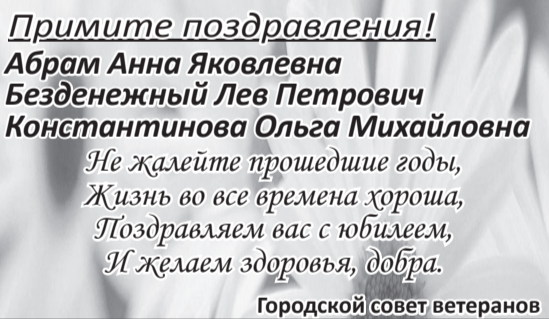 Примите поздравления!
Абрам Анна Яковлевна
Безденежный Лев Петрович
Константинова Ольга Михайловна
Не жалейте прошедшие годы,
Жизнь во все времена хороша,
Поздравляем вас с юбилеем,
И желаем здоровья, добра.
Городской совет ветеранов